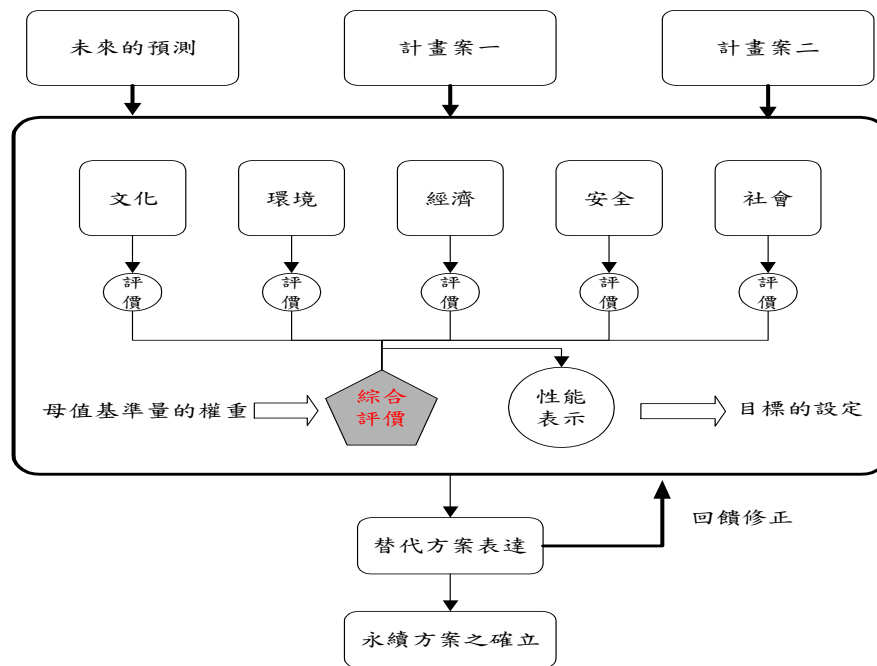 未來的預測
計畫案一
計畫案二
文化
環境
經濟
安全
社會
評
價
評
價
評
價
評
價
評
價
母值基準量的權重
綜合
評價
性能
表示
目標的設定
回饋修正
替代方案表達
永續方案之確立